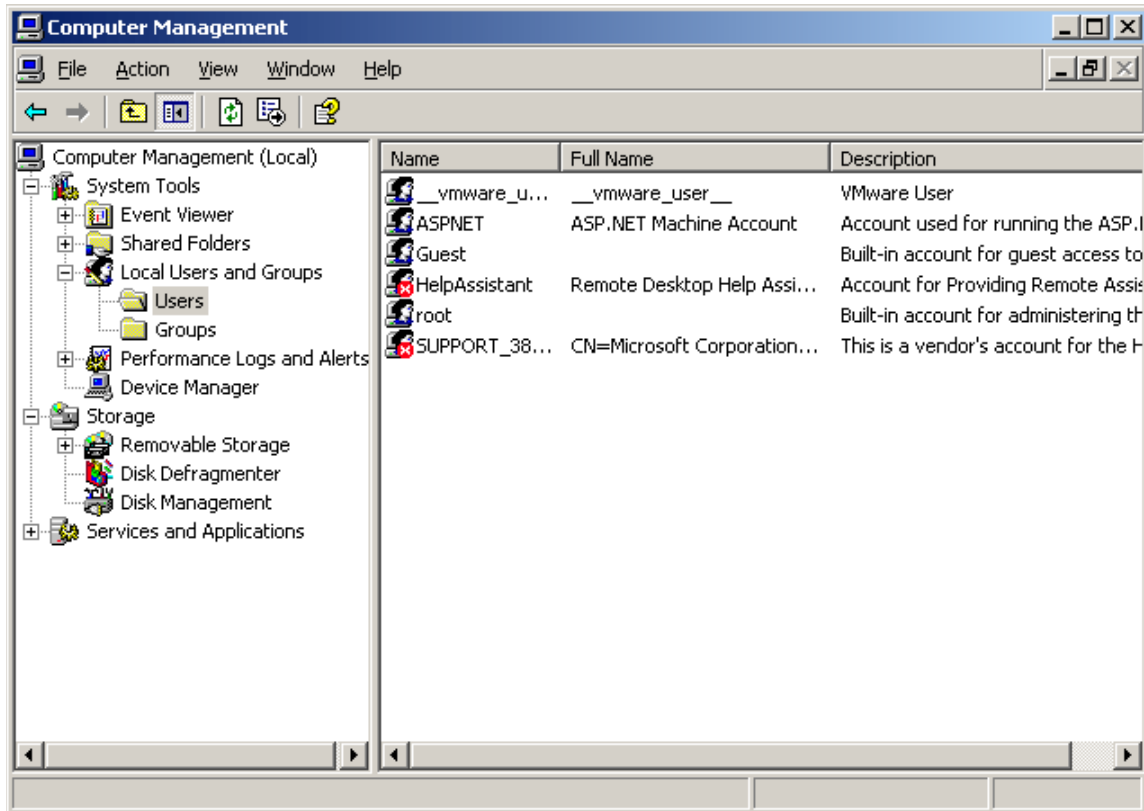 Computer Management
File Action View Window Help
Computer Management (Local)
System Tools
Event Viewer
Shared Folders
Local Users and Groups
Users
Groups
Performance Logs and Alerts
Device Manager
Storage
Removable Storage
Disk Defragmenter
Disk Management
Services and Applications
Name Full Name Description
__vmware_u... __vmware_user__ VMware User
ASPNET ASP.NET Machine Account Account used for running the ASP.
Guest Built-in account for guest access to
HelpAssistant Remote Desktop Help Assi... Account for Providing Remote Assis
root Built-in account for administering th
SUPPORT_38... CN=Microsoft Corporation... This is a vendor's account for the H